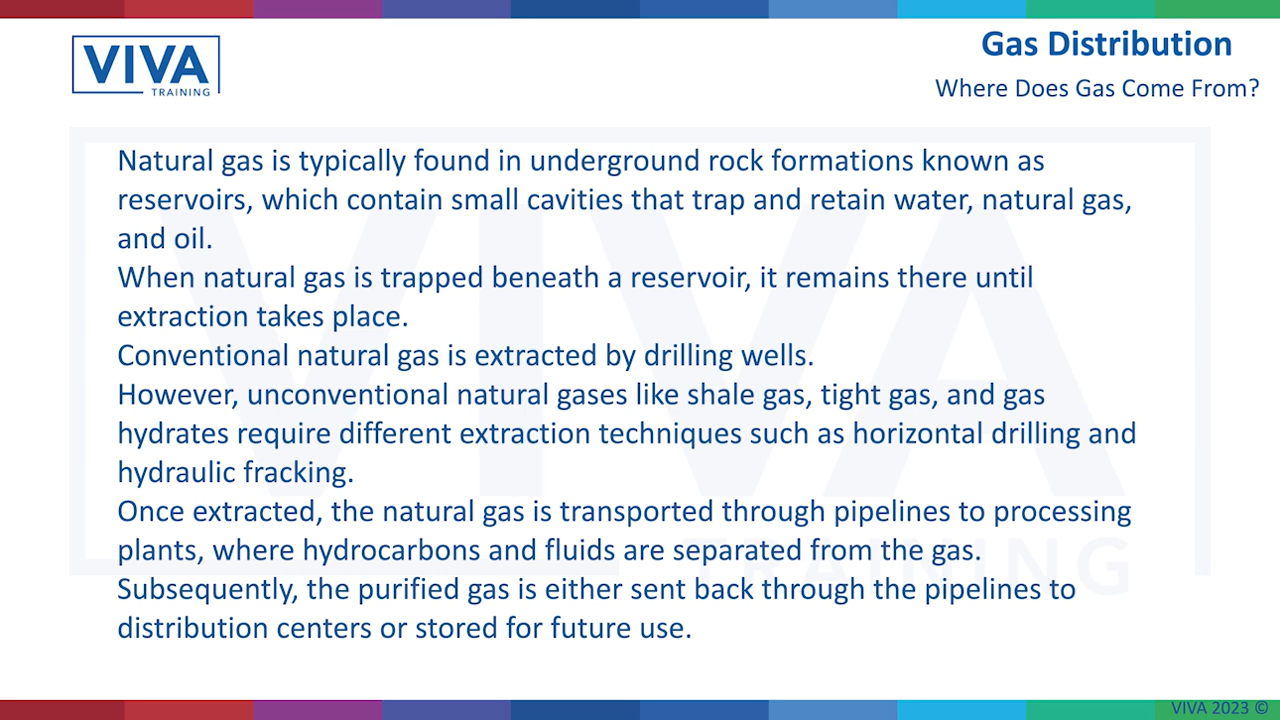 VIVA
TRAINING
Gas Distribution
Where Does Gas Come From?
Natural gas is typically found in underground rock formations known as
reservoirs, which contain small cavities that trap and retain water, natural gas,
and oil.
When natural gas is trapped beneath a reservoir, it remains there until
extraction takes place.
Conventional natural gas is extracted by drilling wells.
However, unconventional natural gases like shale gas, tight gas, and gas
hydrates require different extraction techniques such as horizontal drilling and
hydraulic fracking.
Once extracted, the natural gas is transported through pipelines to processing
plants, where hydrocarbons and fluids are separated from the gas.
Subsequently, the purified gas is either sent back through the pipelines to
distribution centers or stored for future use.
VIVA
TRAINING
VIVA 2023 ©